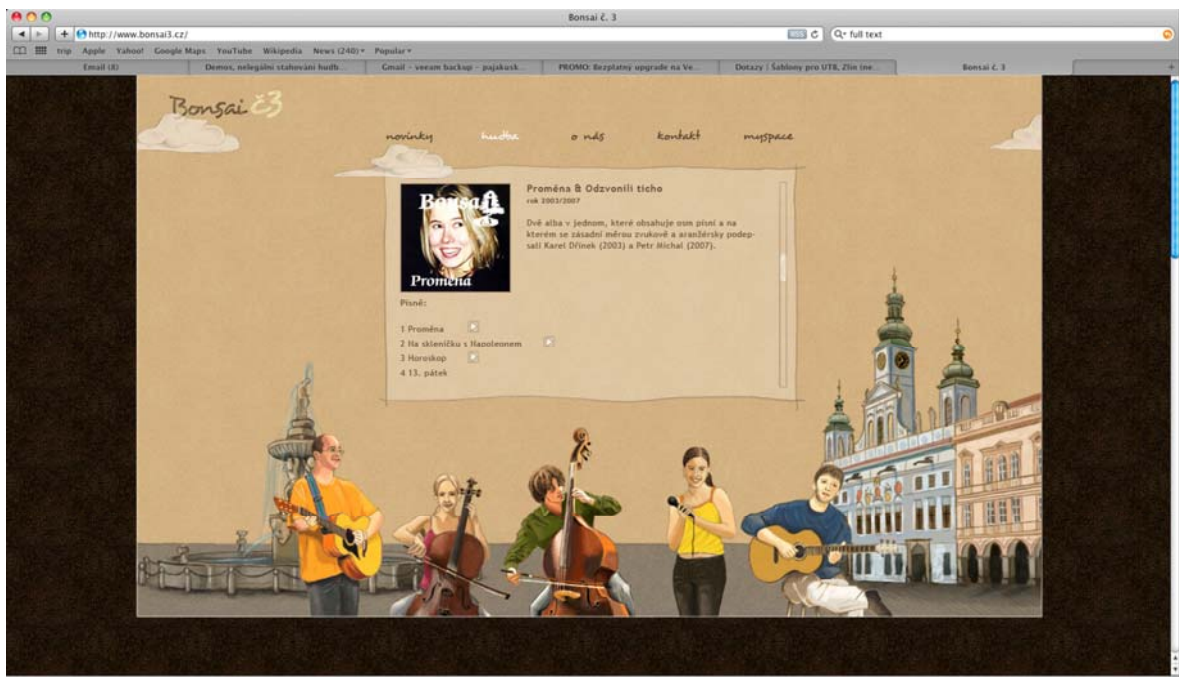 Bonsai č. 3
http://www.bonsai3.cz/
RSS
Q- full text
trip Apple Yahoo! Google Maps YouTube Wikipedia News (240) Popular
Email (8) Demos, nelegální stahování hudb... Gmail - veeam backup - pajakusk... PROMO: Bezplatný upgrade na Ve... Dotazy | Šablony pro UTB, Zlín (ne... Bonsai č. 3
Bonsai č3
novinky hudba o nás kontakt myspace
Proměna & Odzvonili ticho
rok 2003/2007
Dvě alba v jednom, které obsahuje osm písní a na
kterém se zásadní měrou zvukově a aranžérsky podep-
sali Karel Dřínek (2003) a Petr Michal (2007).
Bonsai
Proměna
Písně:
1 Proměna
2 Na skleničku s Napoleonem
3 Horoskop
4 13. pátek